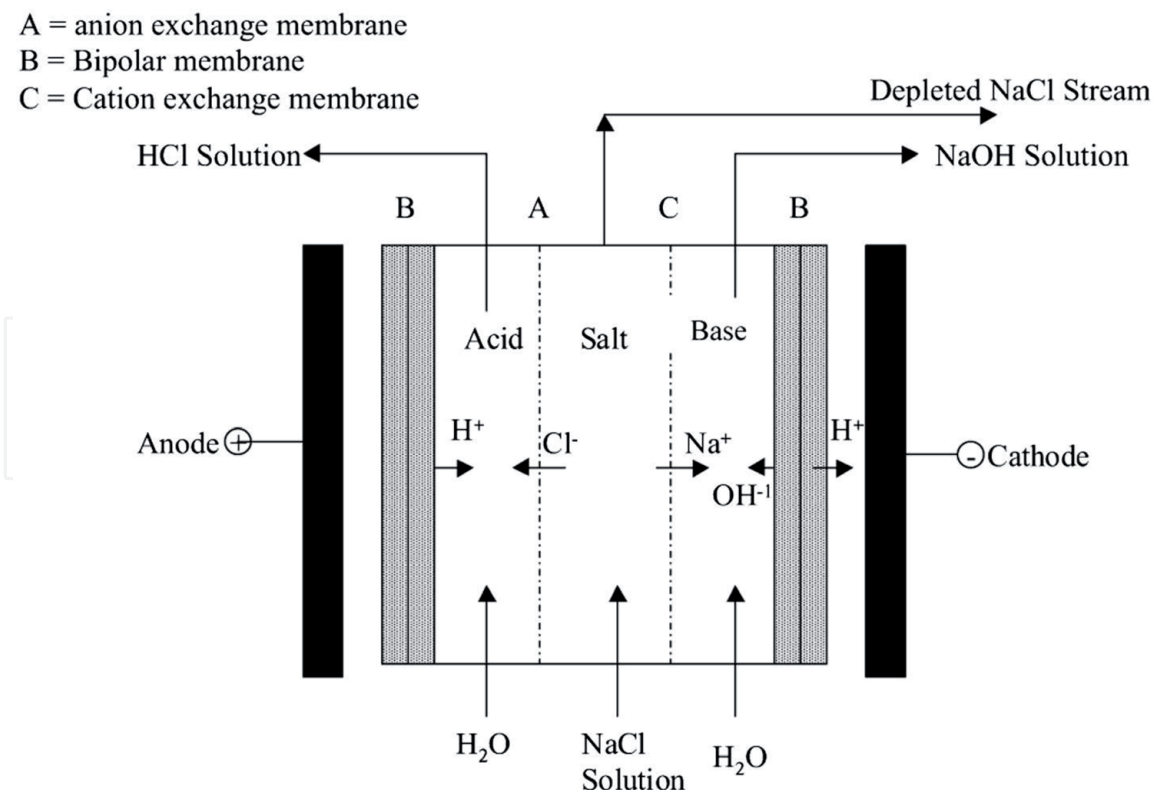 A = anion exchange membrane
B = Bipolar membrane
C = Cation exchange membrane
Depleted NaCl Stream
HCl Solution
NaOH Solution
B
A
C
B
Acid
Salt
Base
H⁺
Cl⁻
Na⁺
H⁺
Anode +
- Cathode
OH⁻¹
H₂O
NaCl
Solution
H₂O